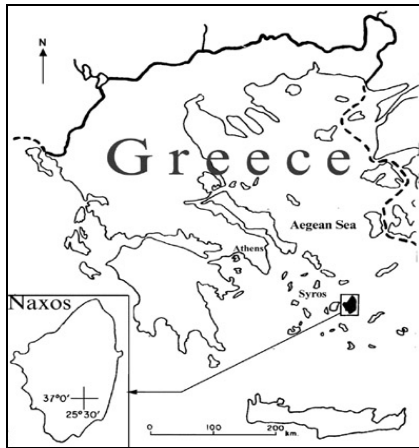 N
Greece
Aegean Sea
Athens
Syros
Naxos
37°0'
25°30'
0 100 200
km.